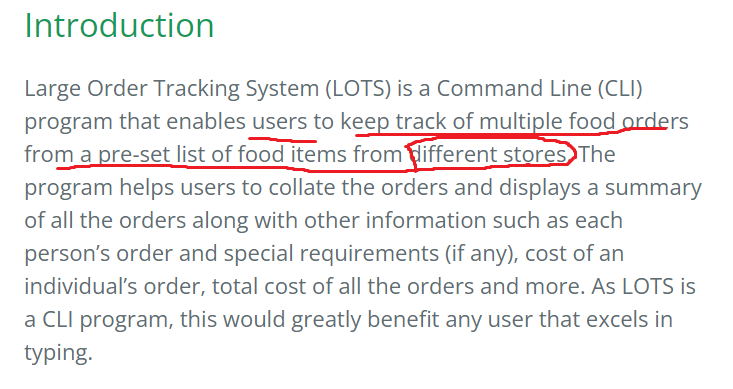 Introduction
Large Order Tracking System (LOTS) is a Command Line (CLI)
program that enables users to keep track of multiple food orders
from a pre-set list of food items from different stores. The
program helps users to collate the orders and displays a summary
of all the orders along with other information such as each
person’s order and special requirements (if any), cost of an
individual’s order, total cost of all the orders and more. As LOTS is
a CLI program, this would greatly benefit any user that excels in
typing.